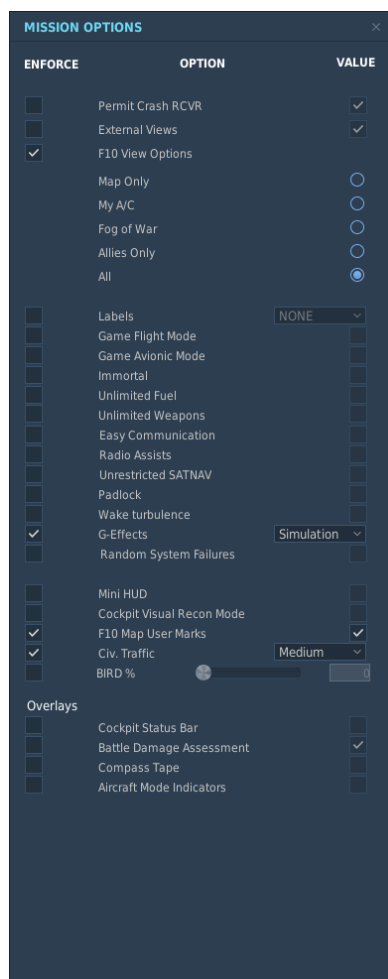 MISSION OPTIONS
ENFORCE OPTION VALUE
Permit Crash RCVR
External Views
F10 View Options
Map Only
My A/C
Fog of War
Allies Only
All
Labels NONE
Game Flight Mode
Game Avionic Mode
Immortal
Unlimited Fuel
Unlimited Weapons
Easy Communication
Radio Assists
Unrestricted SATNAV
Padlock
Wake turbulence
G-Effects Simulation
Random System Failures
Mini HUD
Cockpit Visual Recon Mode
F10 Map User Marks
Civ. Traffic Medium
BIRD % 0
Overlays
Cockpit Status Bar
Battle Damage Assessment
Compass Tape
Aircraft Mode Indicators